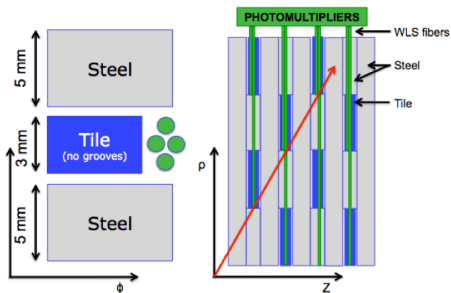 PHOTOMULTIPLIERS
WLS fibers
5 mm
Steel
Steel
Tile
3 mm
Tile
(no grooves)
ρ
5 mm
Steel
ϕ
Z